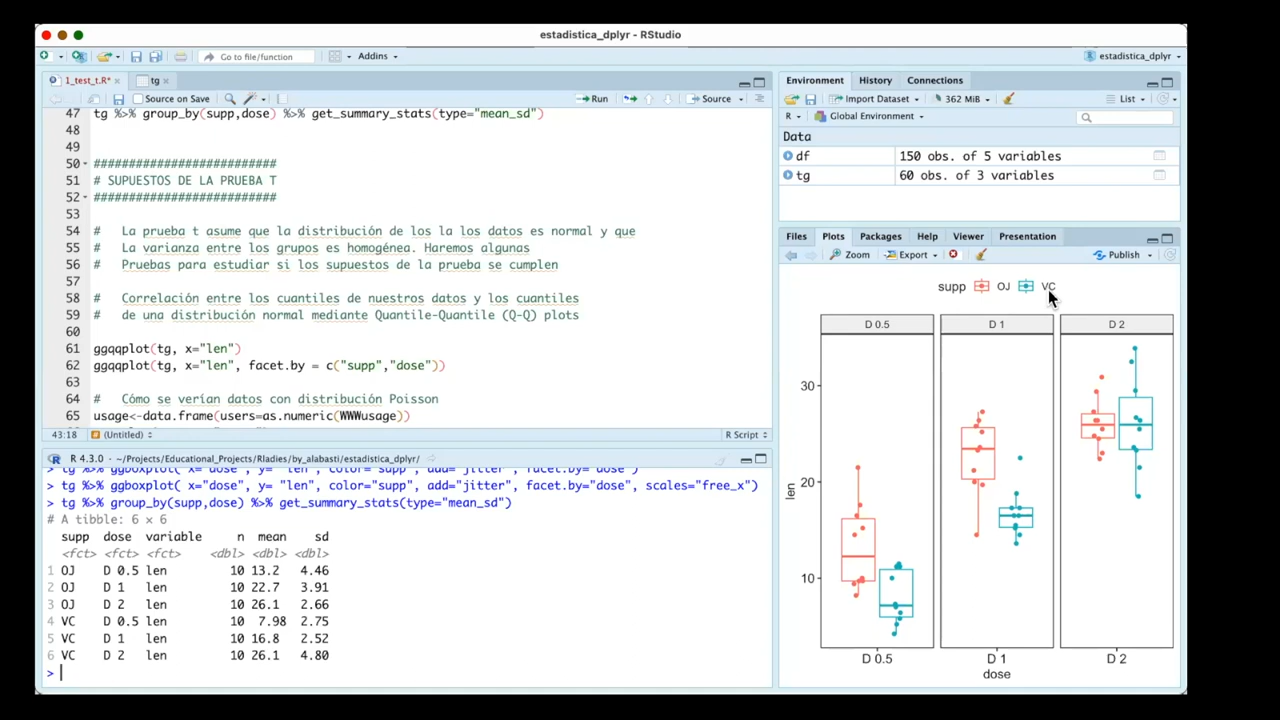 estadistica_dplyr - RStudio
Go to file/function
Addins
estadistica_dplyr
1_test_t.R*
tg
Source on Save
Run
Source
47 tg %>% group_by(supp,dose) %>% get_summary_stats(type="mean_sd")
48
49
50 ##########################
51 # SUPUESTOS DE LA PRUEBA T
52 ##########################
53
54 #   La prueba t asume que la distribución de los la los datos es normal y que
55 #   La varianza entre los grupos es homogénea. Haremos algunas
56 #   Pruebas para estudiar si los supuestos de la prueba se cumplen
57
58 #   Correlación entre los cuantiles de nuestros datos y los cuantiles
59 #   de una distribución normal mediante Quantile-Quantile (Q-Q) plots
60
61 ggqqplot(tg, x="len")
62 ggqqplot(tg, x="len", facet.by = c("supp","dose"))
63
64 #   Cómo se verían datos con distribución Poisson
65 usage<-data.frame(users=as.numeric(WWWusage))
43:18
(Untitled)
R Script
R 4.3.0 · ~/Projects/Educational_Projects/Rladies/by_alabasti/estadistica_dplyr/
> tg %>% ggboxplot( x="dose", y= "len", color="supp", add="jitter", facet.by="dose")
> tg %>% ggboxplot( x="dose", y= "len", color="supp", add="jitter", facet.by="dose", scales="free_x")
> tg %>% group_by(supp,dose) %>% get_summary_stats(type="mean_sd")
# A tibble: 6 × 6
supp dose variable n mean sd
<fct> <fct> <fct> <dbl> <dbl> <dbl>
1 OJ D 0.5 len 10 13.2 4.46
2 OJ D 1 len 10 22.7 3.91
3 OJ D 2 len 10 26.1 2.66
4 VC D 0.5 len 10 7.98 2.75
5 VC D 1 len 10 16.8 2.52
6 VC D 2 len 10 26.1 4.80
>
Environment
History
Connections
Import Dataset
362 MiB
List
R
Global Environment
Data
df 150 obs. of 5 variables
tg 60 obs. of 3 variables
Files
Plots
Packages
Help
Viewer
Presentation
Zoom
Export
Publish
supp OJ VC
D 0.5 D 1 D 2
30
20
10
len
D 0.5 D 1 D 2
dose